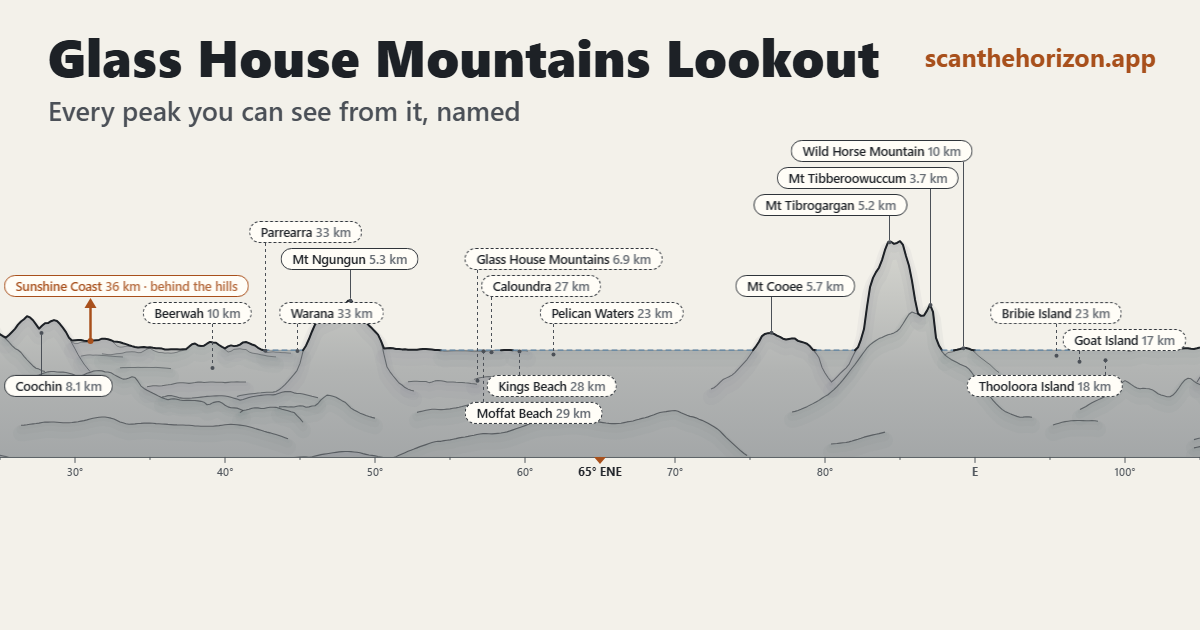 Glass House Mountains Lookout
scanthehorizon.app
Every peak you can see from it, named
Wild Horse Mountain 10 km
Mt Tibberoowuccum 3.7 km
Mt Tibrogargan 5.2 km
Parrearra 33 km
Mt Ngungun 5.3 km
Glass House Mountains 6.9 km
Sunshine Coast 36 km · behind the hills
Caloundra 27 km
Mt Cooee 5.7 km
Beerwah 10 km
Warana 33 km
Pelican Waters 23 km
Bribie Island 23 km
Goat Island 17 km
Coochin 8.1 km
Kings Beach 28 km
Thooloora Island 18 km
Moffat Beach 29 km
30°
40°
50°
60°
65° ENE
70°
80°
E
100°